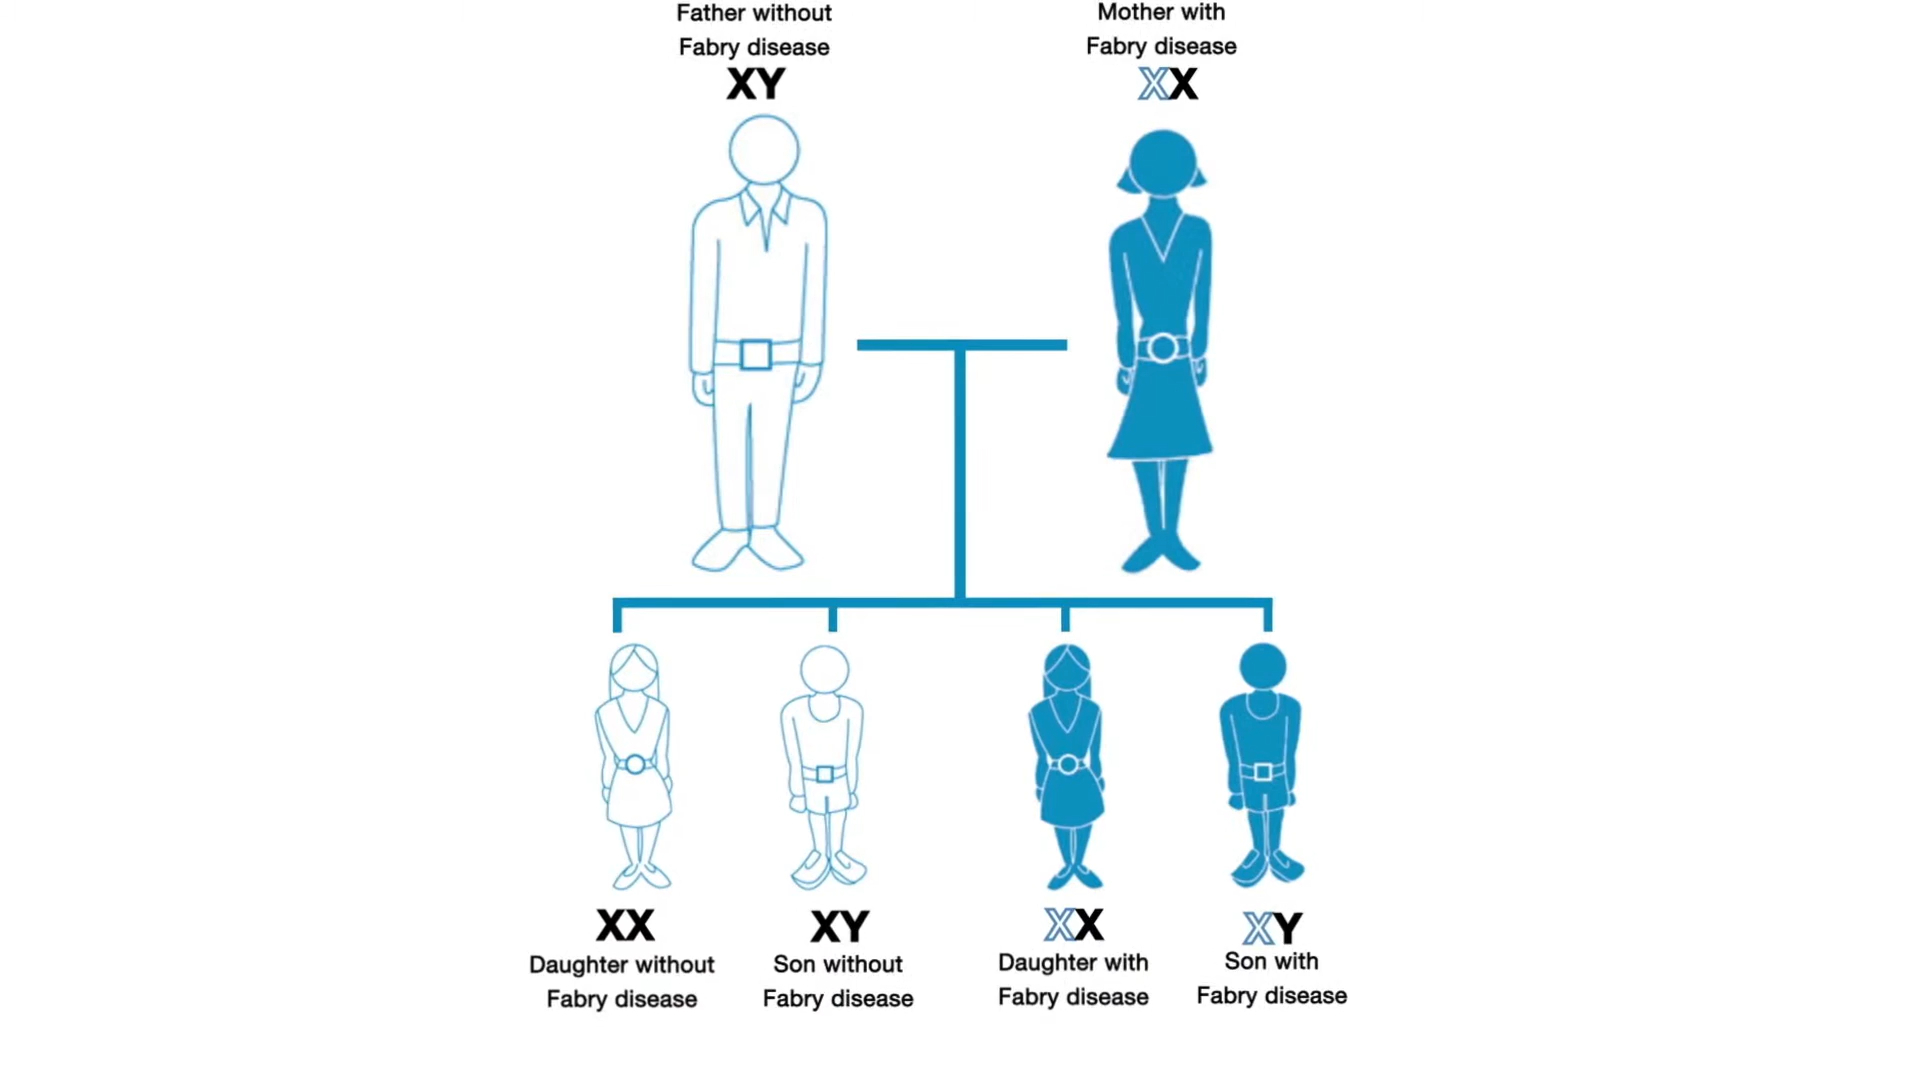 Father without
Fabry disease
XY
Mother with
Fabry disease
XX
XX
Daughter without
Fabry disease
XY
Son without
Fabry disease
XX
Daughter with
Fabry disease
XY
Son with
Fabry disease